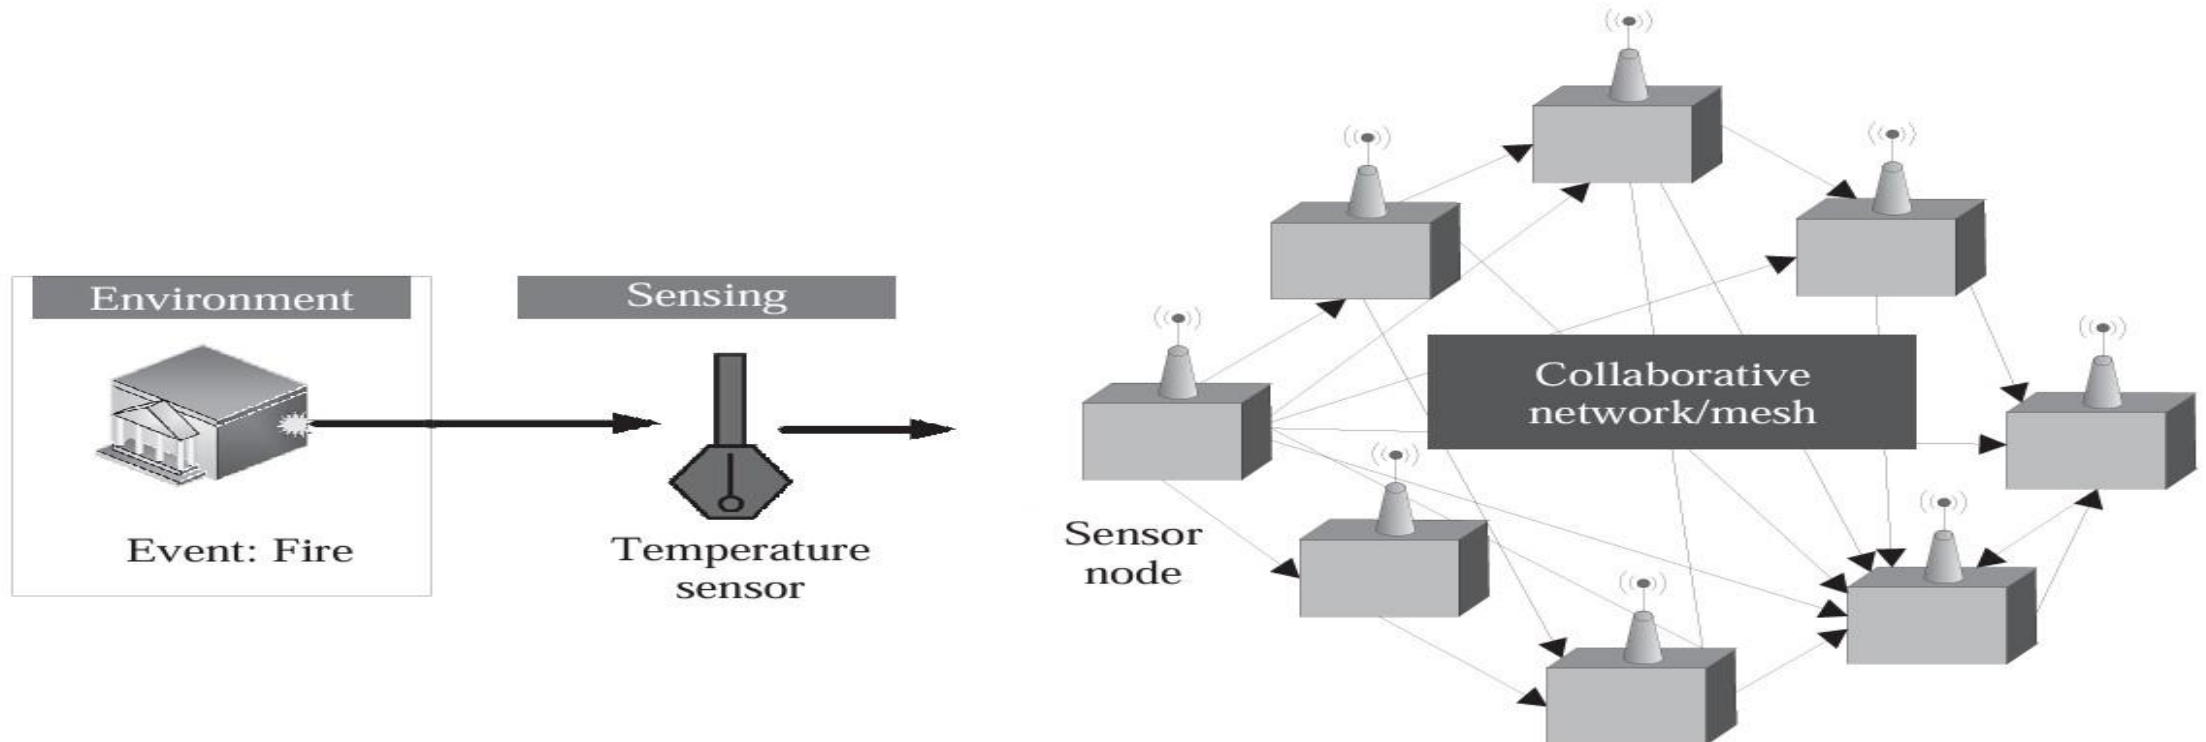 Environment
Event: Fire
Sensing
Temperature
sensor
Sensor
node
Collaborative
network/mesh